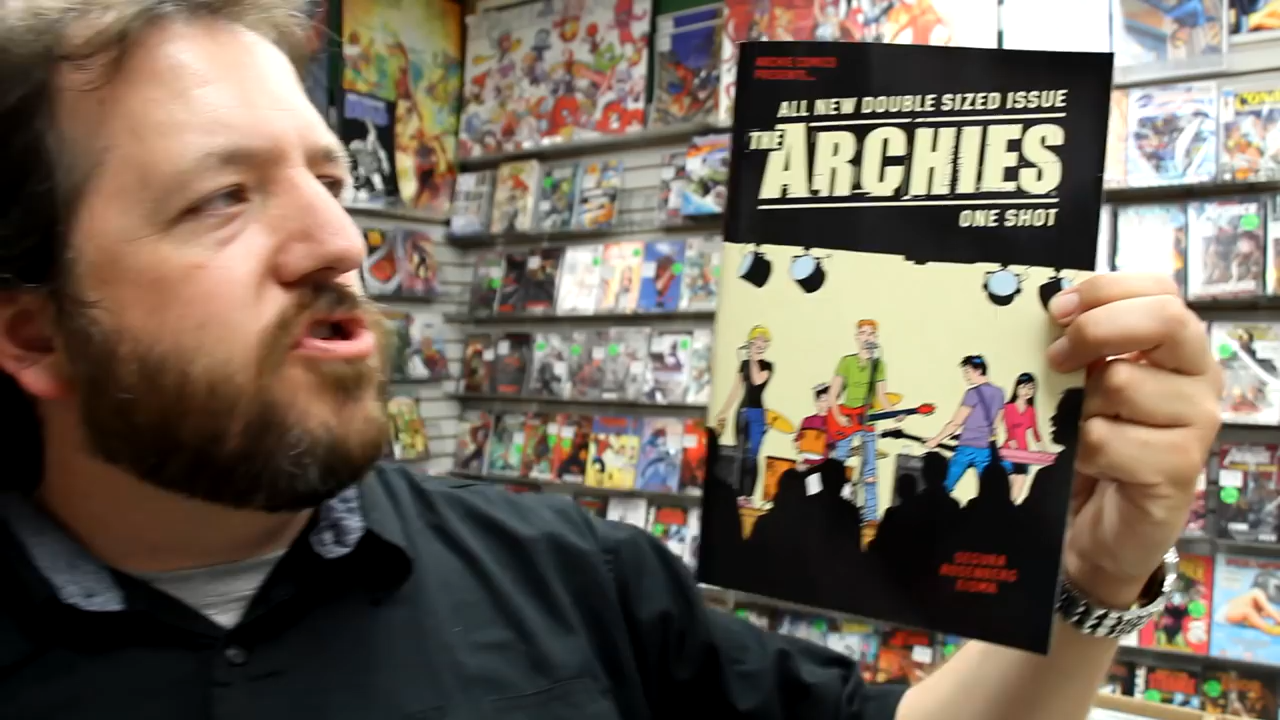 ARCHIE COMICS
PRESENTS...
ALL NEW DOUBLE SIZED ISSUE
THE ARCHIES
ONE SHOT
SEGURA
ROSENBERG
EISMA